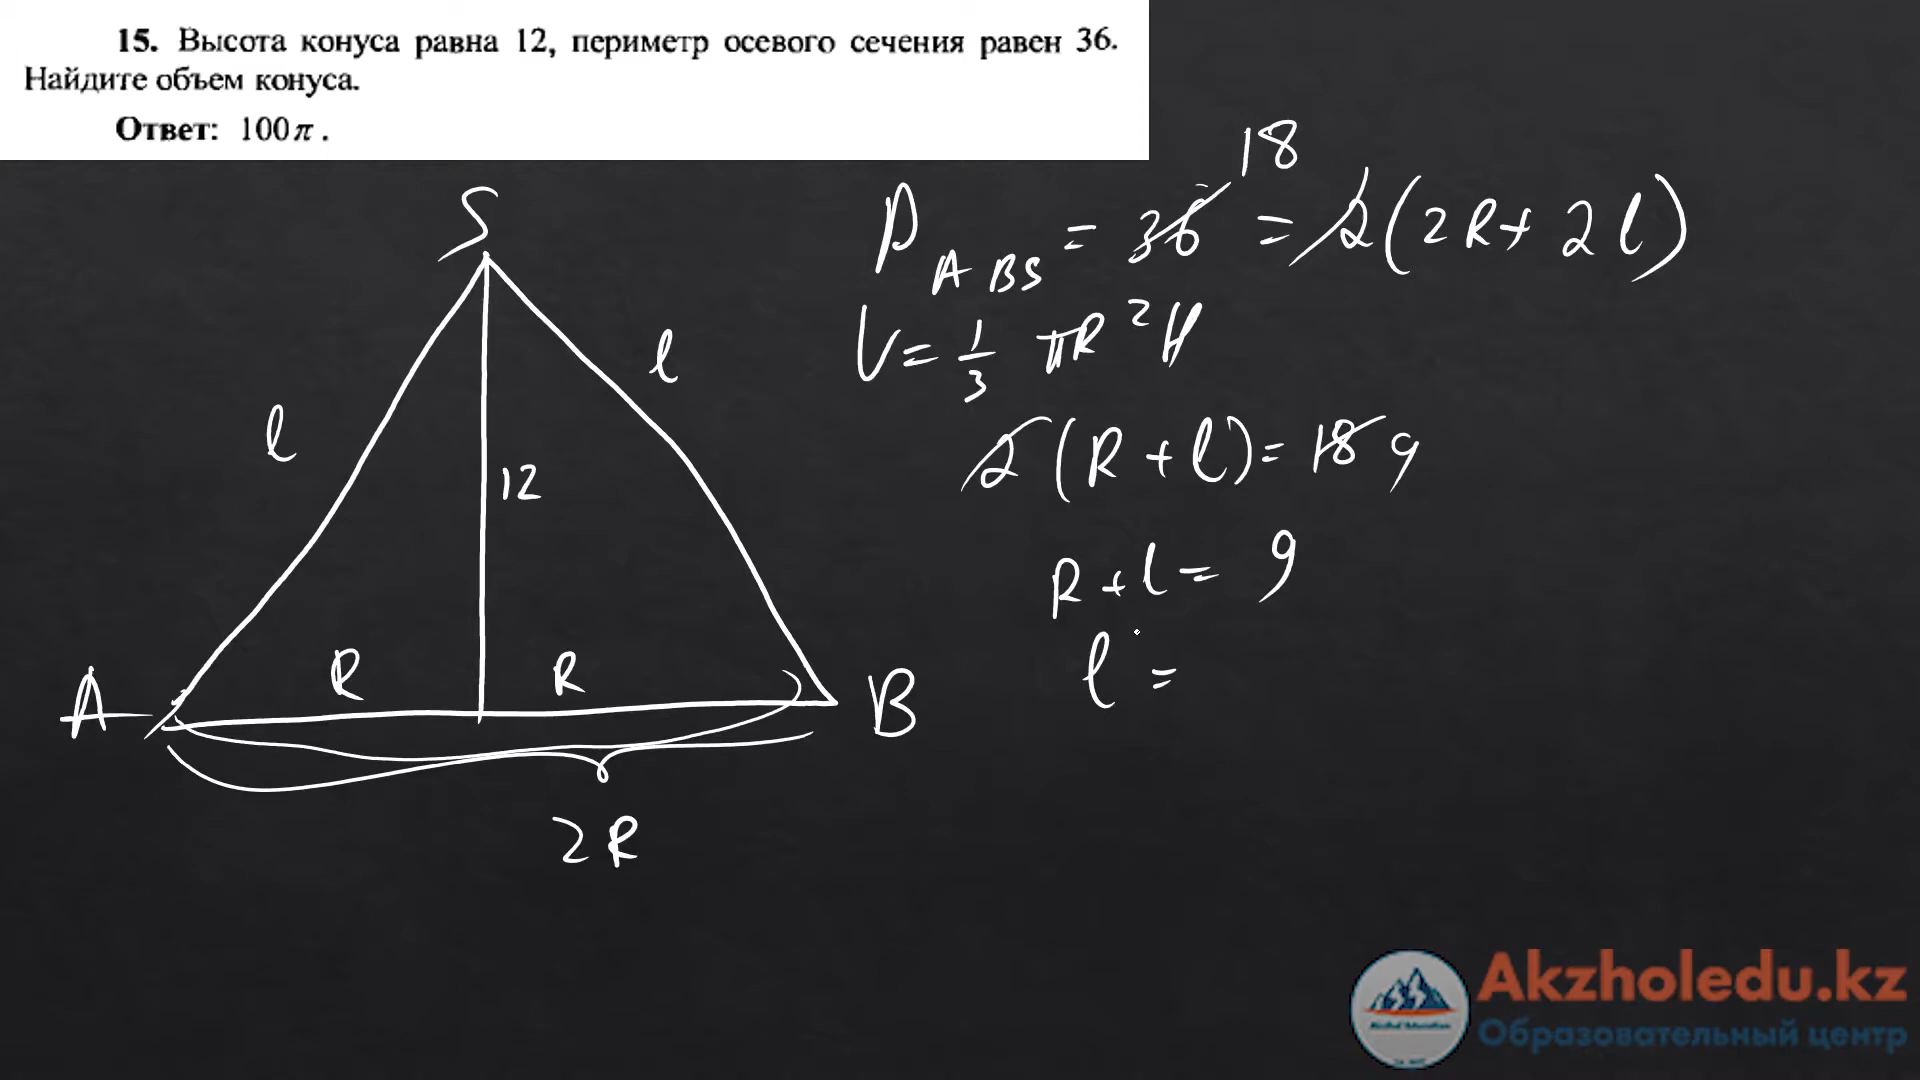 15. Высота конуса равна 12, периметр осевого сечения равен 36.
Найдите объем конуса.
Ответ: 100π.
18
P ABS = 36 = 2(2R + 2l)
V = 1/3 πR²H
2(R + l) = 18 9
R + l = 9
l =
S
l
l
12
R
R
A
B
2R
Akzholedu.kz
Образовательный центр